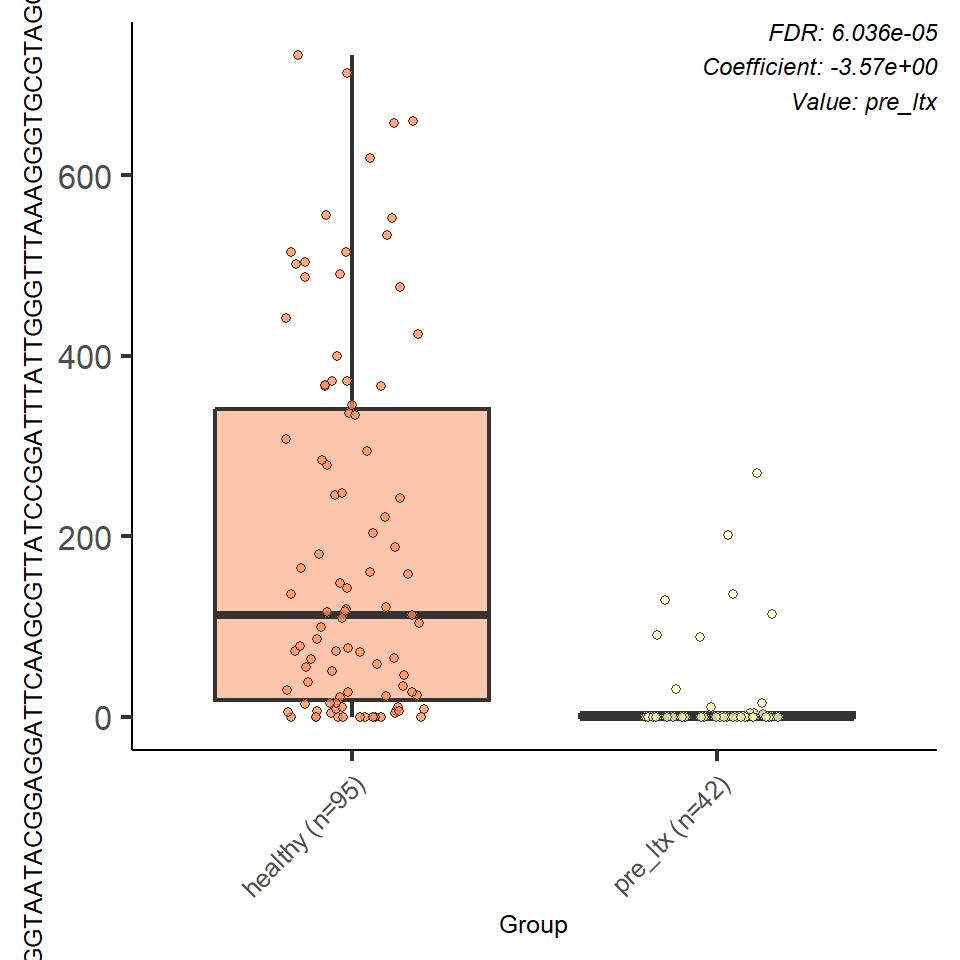 FDR: 6.036e-05
Coefficient: -3.57e+00
Value: pre_ltx
GGTAATACGGAGGATTCAAGCGTTATCCGGATTTATTGGGTTTAAAGGGTGCGTAGG
600
400
200
0
healthy (n=95)
pre_ltx (n=42)
Group